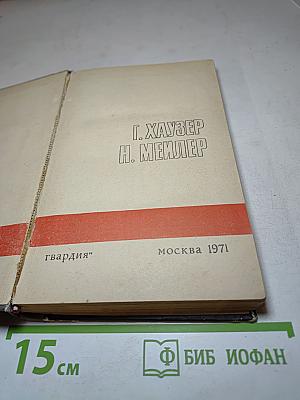 Г. ХАУЗЕР
Н. МЕЙЛЕР
гвардия"
МОСКВА 1971
15 см
Ф БИБ ИОФАН